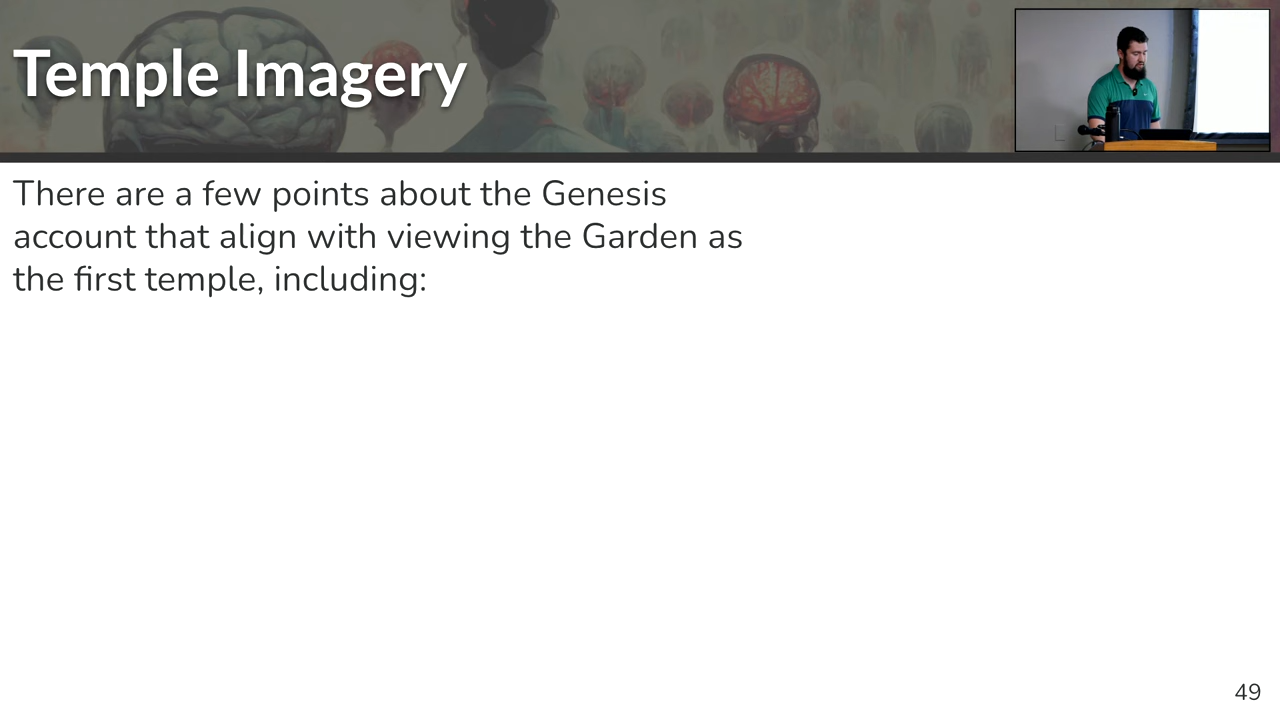 Temple Imagery
There are a few points about the Genesis
account that align with viewing the Garden as
the first temple, including:
49